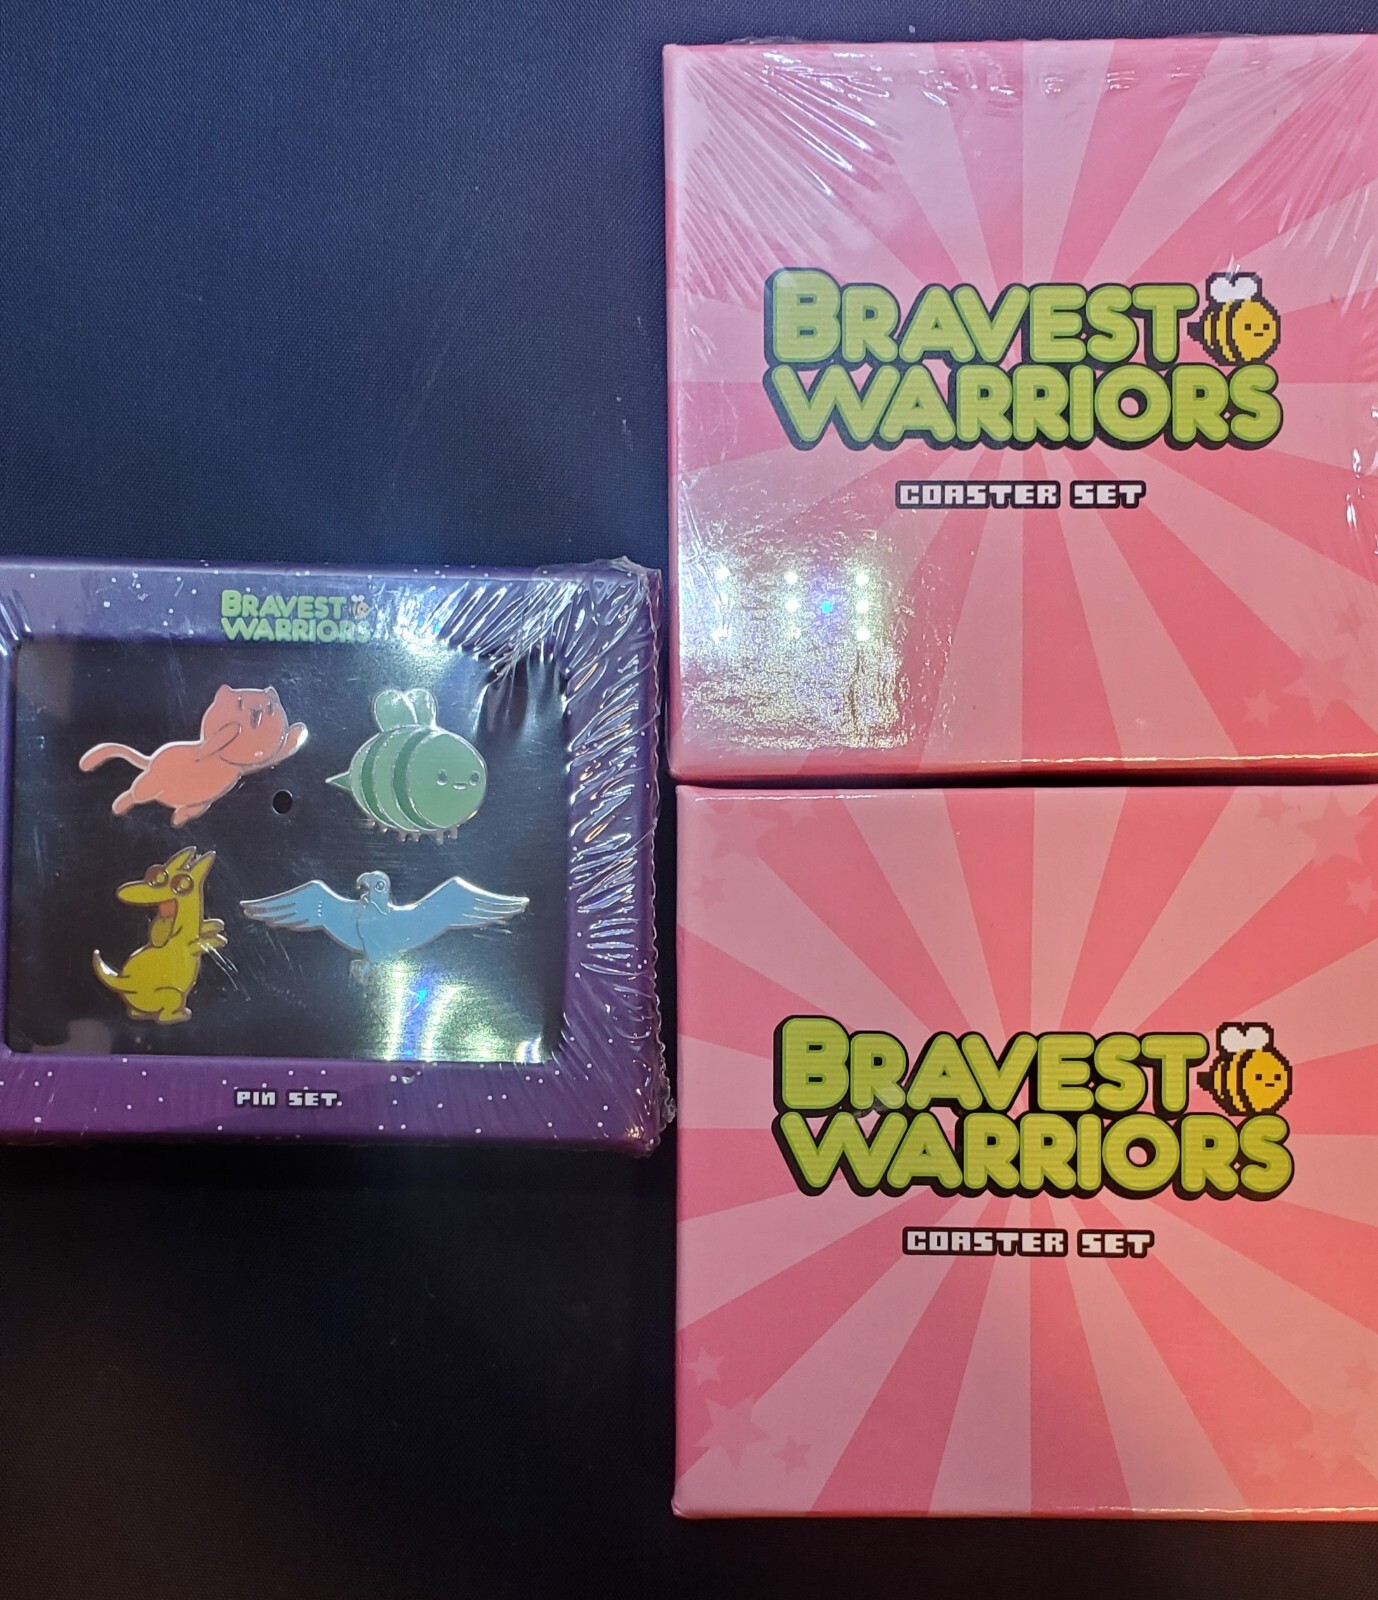 BRAVEST
WARRIORS
PIN SET.
BRAVEST
WARRIORS
COASTER SET
BRAVEST
WARRIORS
COASTER SET